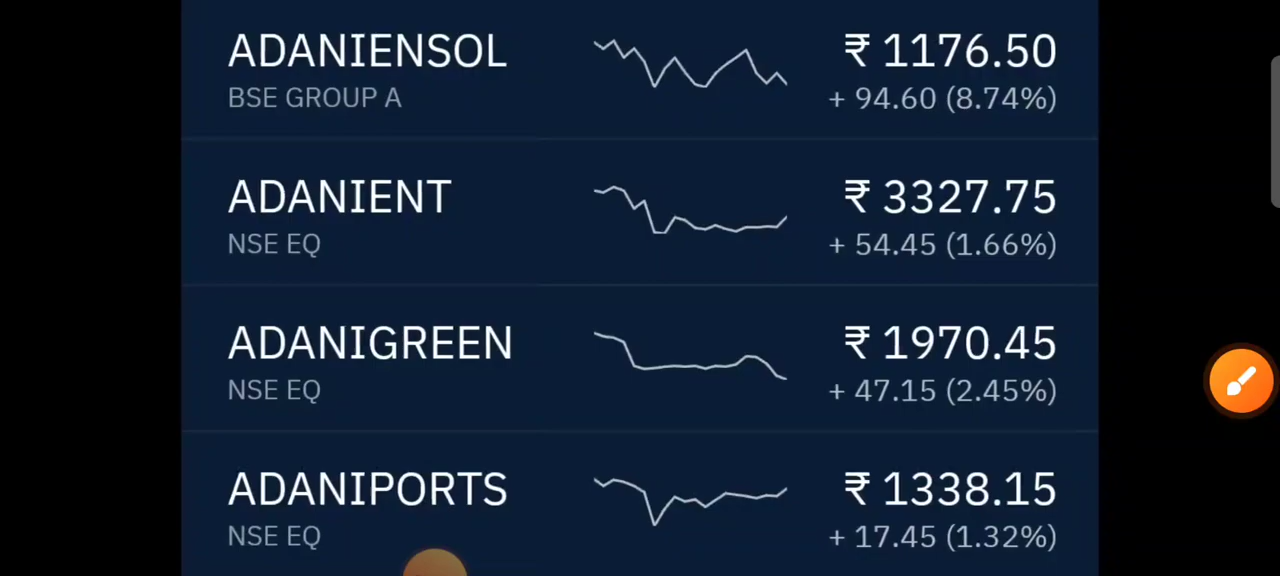 ADANIENSOL
₹ 1176.50
BSE GROUP A
+ 94.60 (8.74%)
ADANIENT
₹ 3327.75
NSE EQ
+ 54.45 (1.66%)
ADANIGREEN
₹ 1970.45
NSE EQ
+ 47.15 (2.45%)
ADANIPORTS
₹ 1338.15
NSE EQ
+ 17.45 (1.32%)